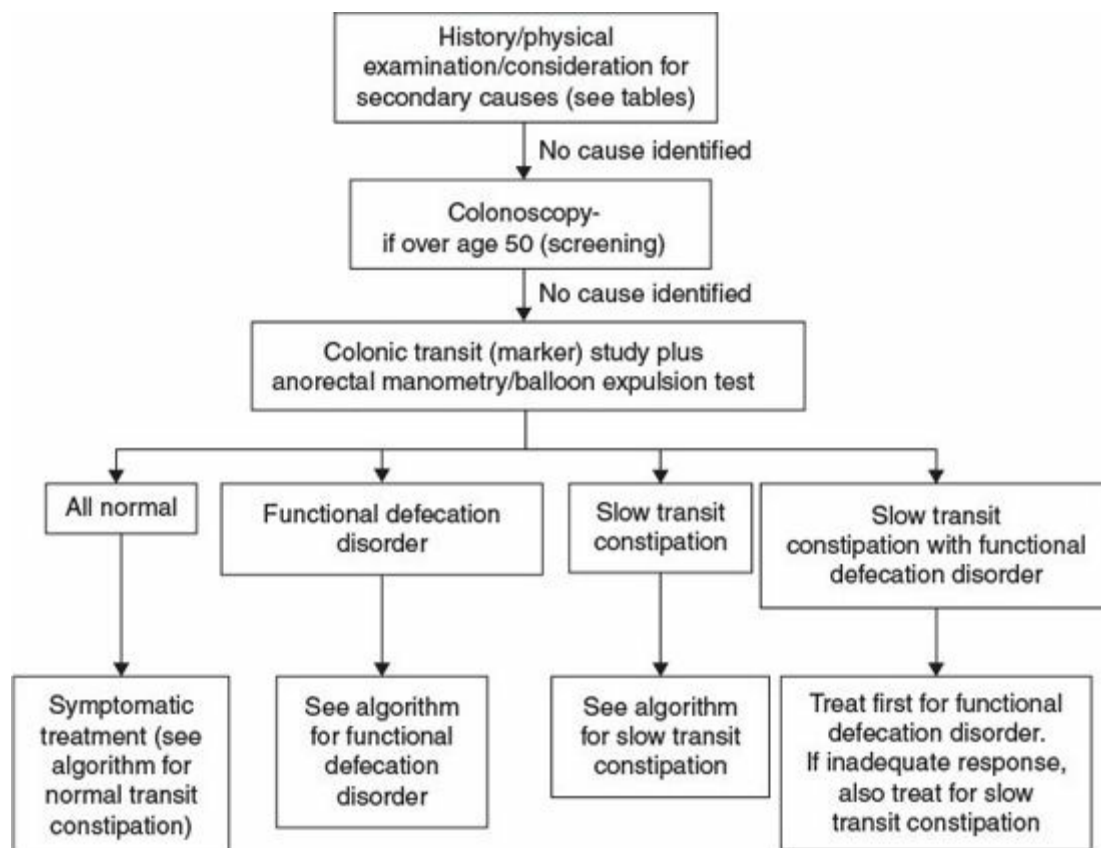 History/physical
examination/consideration for
secondary causes (see tables)
No cause identified
Colonoscopy-
if over age 50 (screening)
No cause identified
Colonic transit (marker) study plus
anorectal manometry/balloon expulsion test
All normal
Functional defecation
disorder
Slow transit
constipation
Slow transit
constipation with functional
defecation disorder
Symptomatic
treatment (see
algorithm for
normal transit
constipation)
See algorithm
for functional
defecation
disorder
See algorithm
for slow transit
constipation
Treat first for functional
defecation disorder.
If inadequate response,
also treat for slow
transit constipation